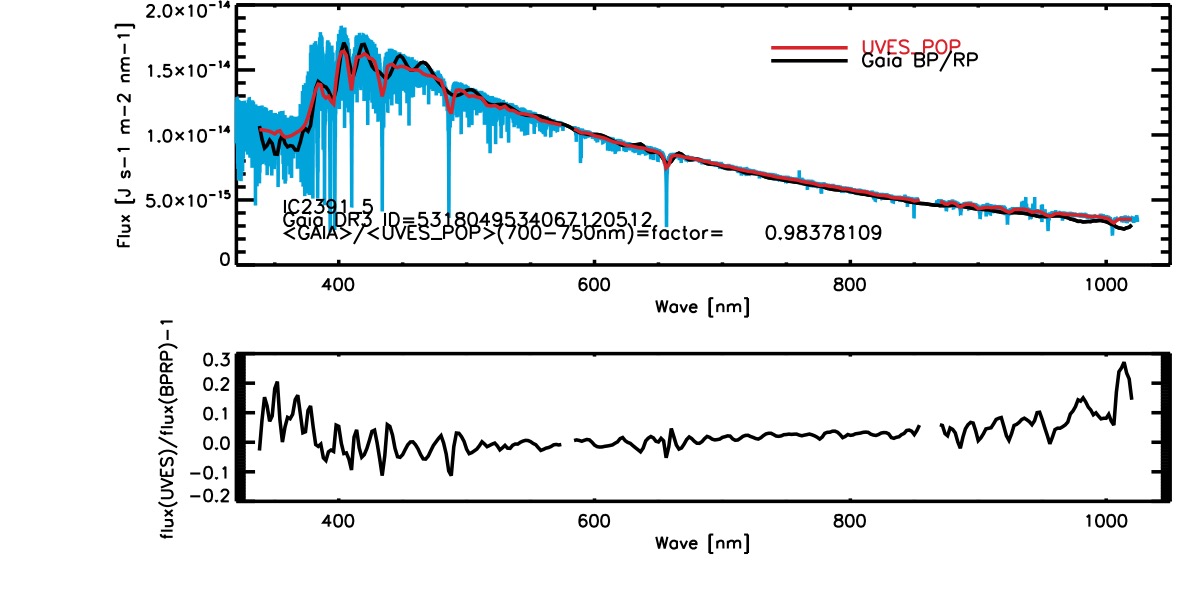 2.0×10⁻¹⁴
1.5×10⁻¹⁴
1.0×10⁻¹⁴
5.0×10⁻¹⁵
0
Flux [J s−1 m−2 nm−1]
UVES_POP
Gaia BP/RP
IC2391_5
Gaia DR3 ID=5318049534067120512
<GAIA>/<UVES_POP>(700−750nm)=factor= 0.98378109
400 600 800 1000
Wave [nm]
0.3
0.2
0.1
0.0
−0.1
−0.2
flux(UVES)/flux(BPRP)−1
400 600 800 1000
Wave [nm]